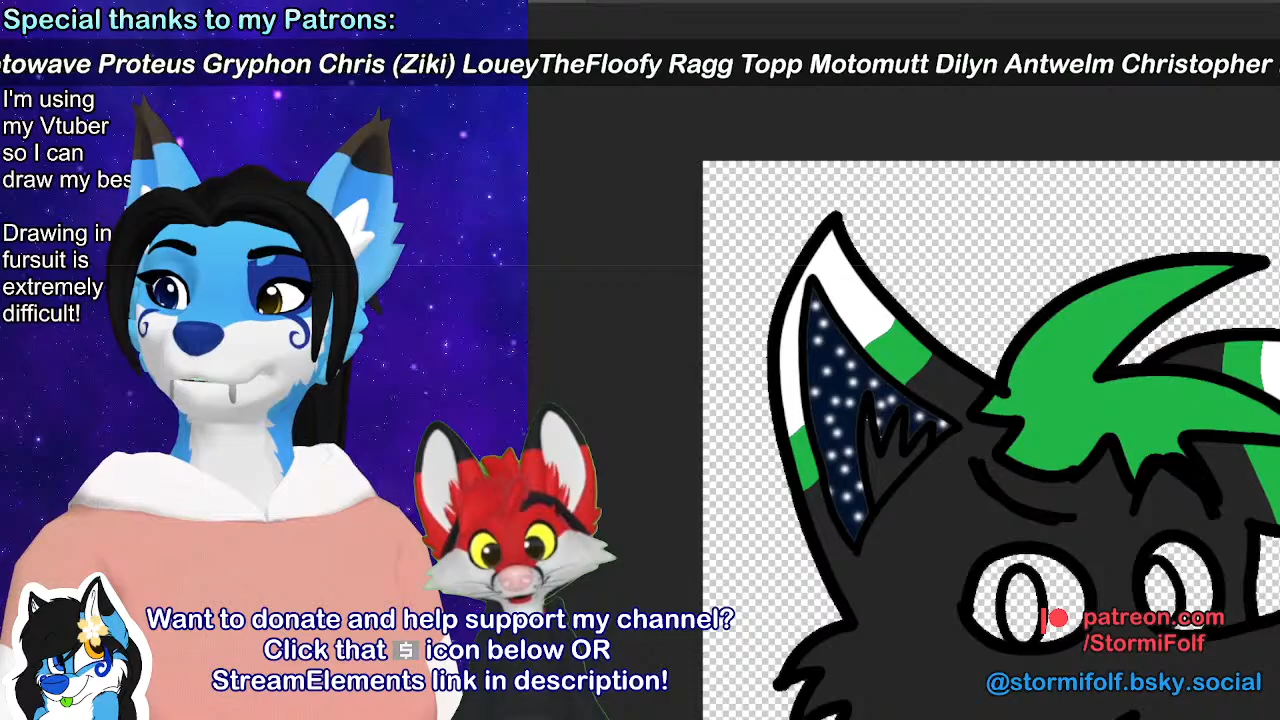 Special thanks to my Patrons:
towave Proteus Gryphon Chris (Ziki) LoueyTheFloofy Ragg Topp Motomutt Dilyn Antwelm Christopher
I'm using
my Vtuber
so I can
draw my bes
Drawing in
fursuit is
extremely
difficult!
Want to donate and help support my channel?
Click that $ icon below OR
StreamElements link in description!
patreon.com
/StormiFolf
@stormifolf.bsky.social